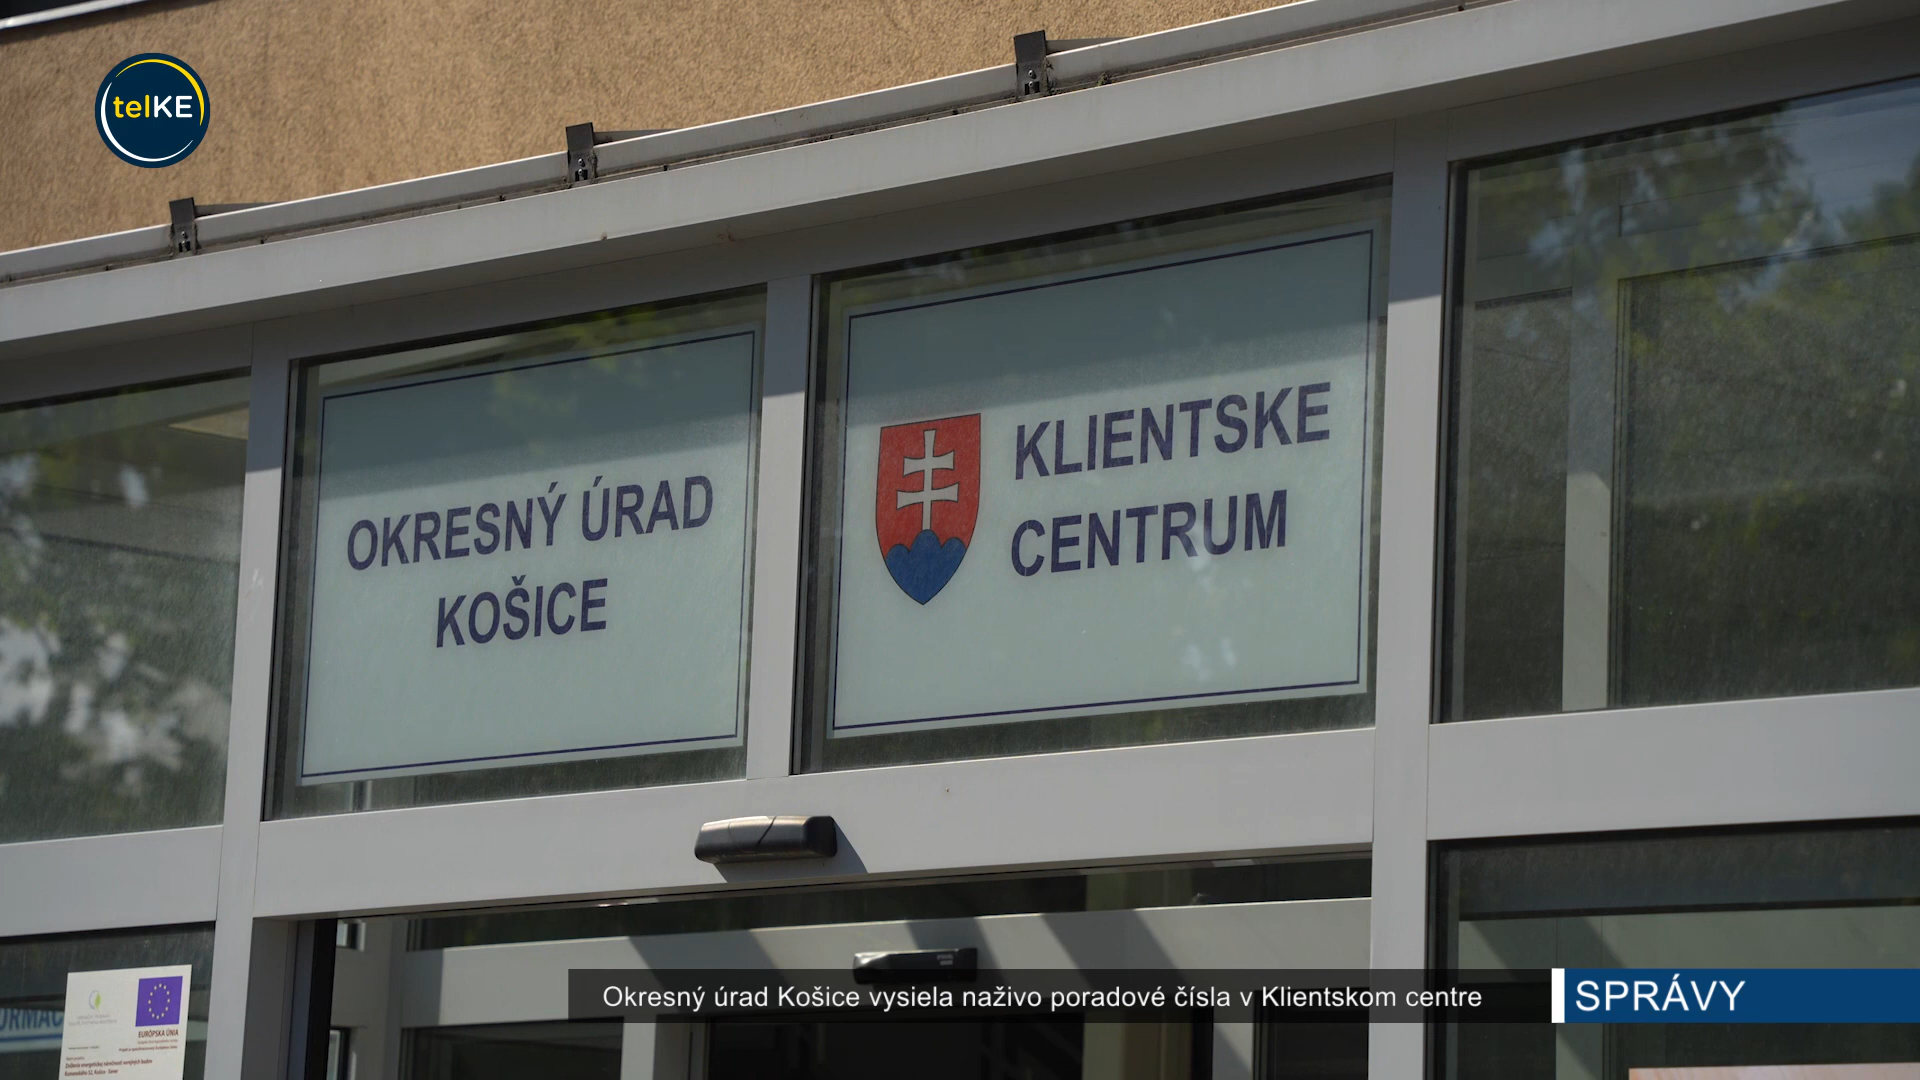 telKE
OKRESNÝ ÚRAD
KOŠICE
KLIENTSKE
CENTRUM
EURÓPSKA ÚNIA
Okresný úrad Košice vysiela naživo poradové čísla v Klientskom centre
SPRÁVY